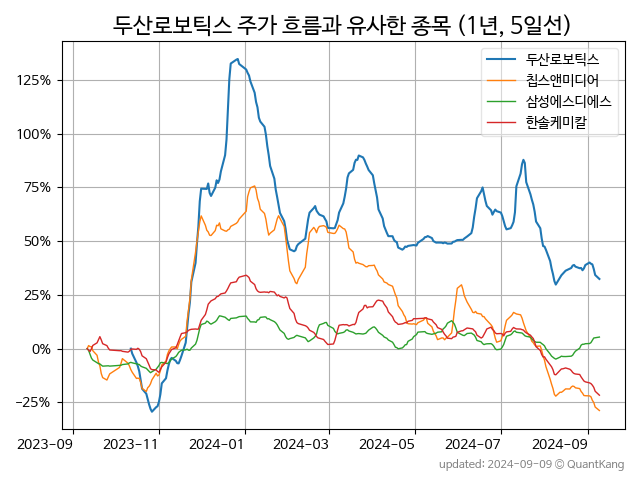 두산로보틱스 주가 흐름과 유사한 종목 (1년, 5일선)
두산로보틱스
칩스앤미디어
삼성에스디에스
한솔케미칼
125%
100%
75%
50%
25%
0%
−25%
2023-09 2023-11 2024-01 2024-03 2024-05 2024-07 2024-09
updated: 2024-09-09 © QuantKang